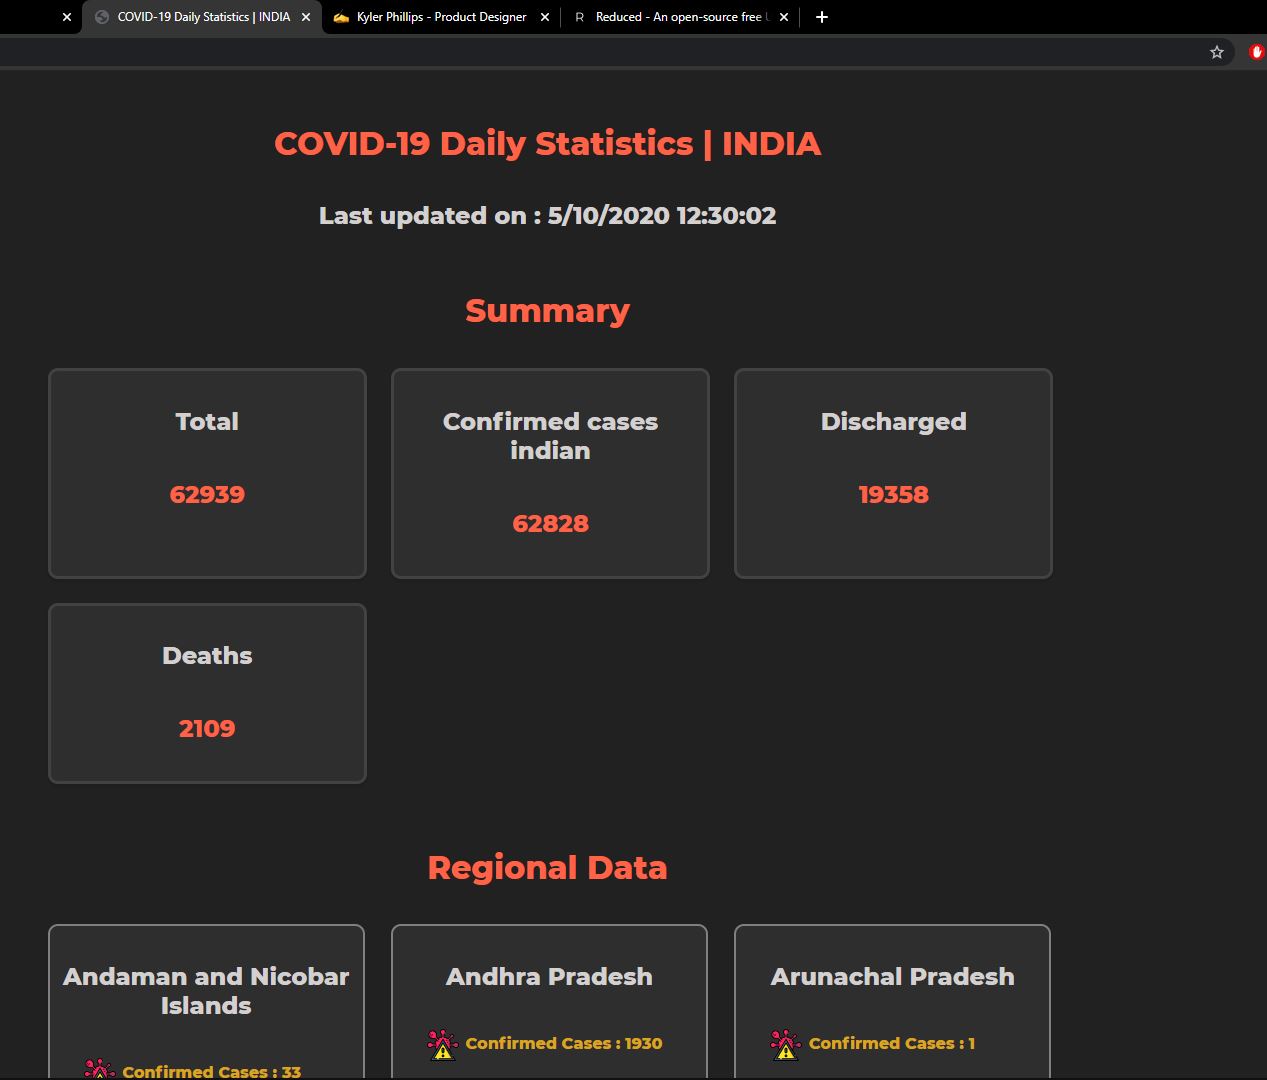 COVID-19 Daily Statistics | INDIA
Kyler Phillips - Product Designer
Reduced - An open-source free
COVID-19 Daily Statistics | INDIA
Last updated on : 5/10/2020 12:30:02
Summary
Total
62939
Confirmed cases
indian
62828
Discharged
19358
Deaths
2109
Regional Data
Andaman and Nicobar
Islands
Confirmed Cases : 33
Andhra Pradesh
Confirmed Cases : 1930
Arunachal Pradesh
Confirmed Cases : 1